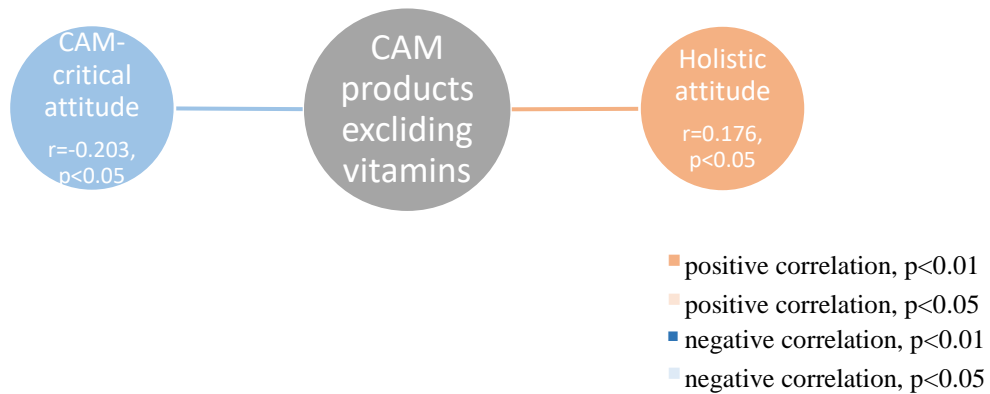 CAM-
critical
attitude
r=-0.203,
p<0.05
CAM
products
excliding
vitamins
Holistic
attitude
r=0.176,
p<0.05
positive correlation, p<0.01
positive correlation, p<0.05
negative correlation, p<0.01
negative correlation, p<0.05